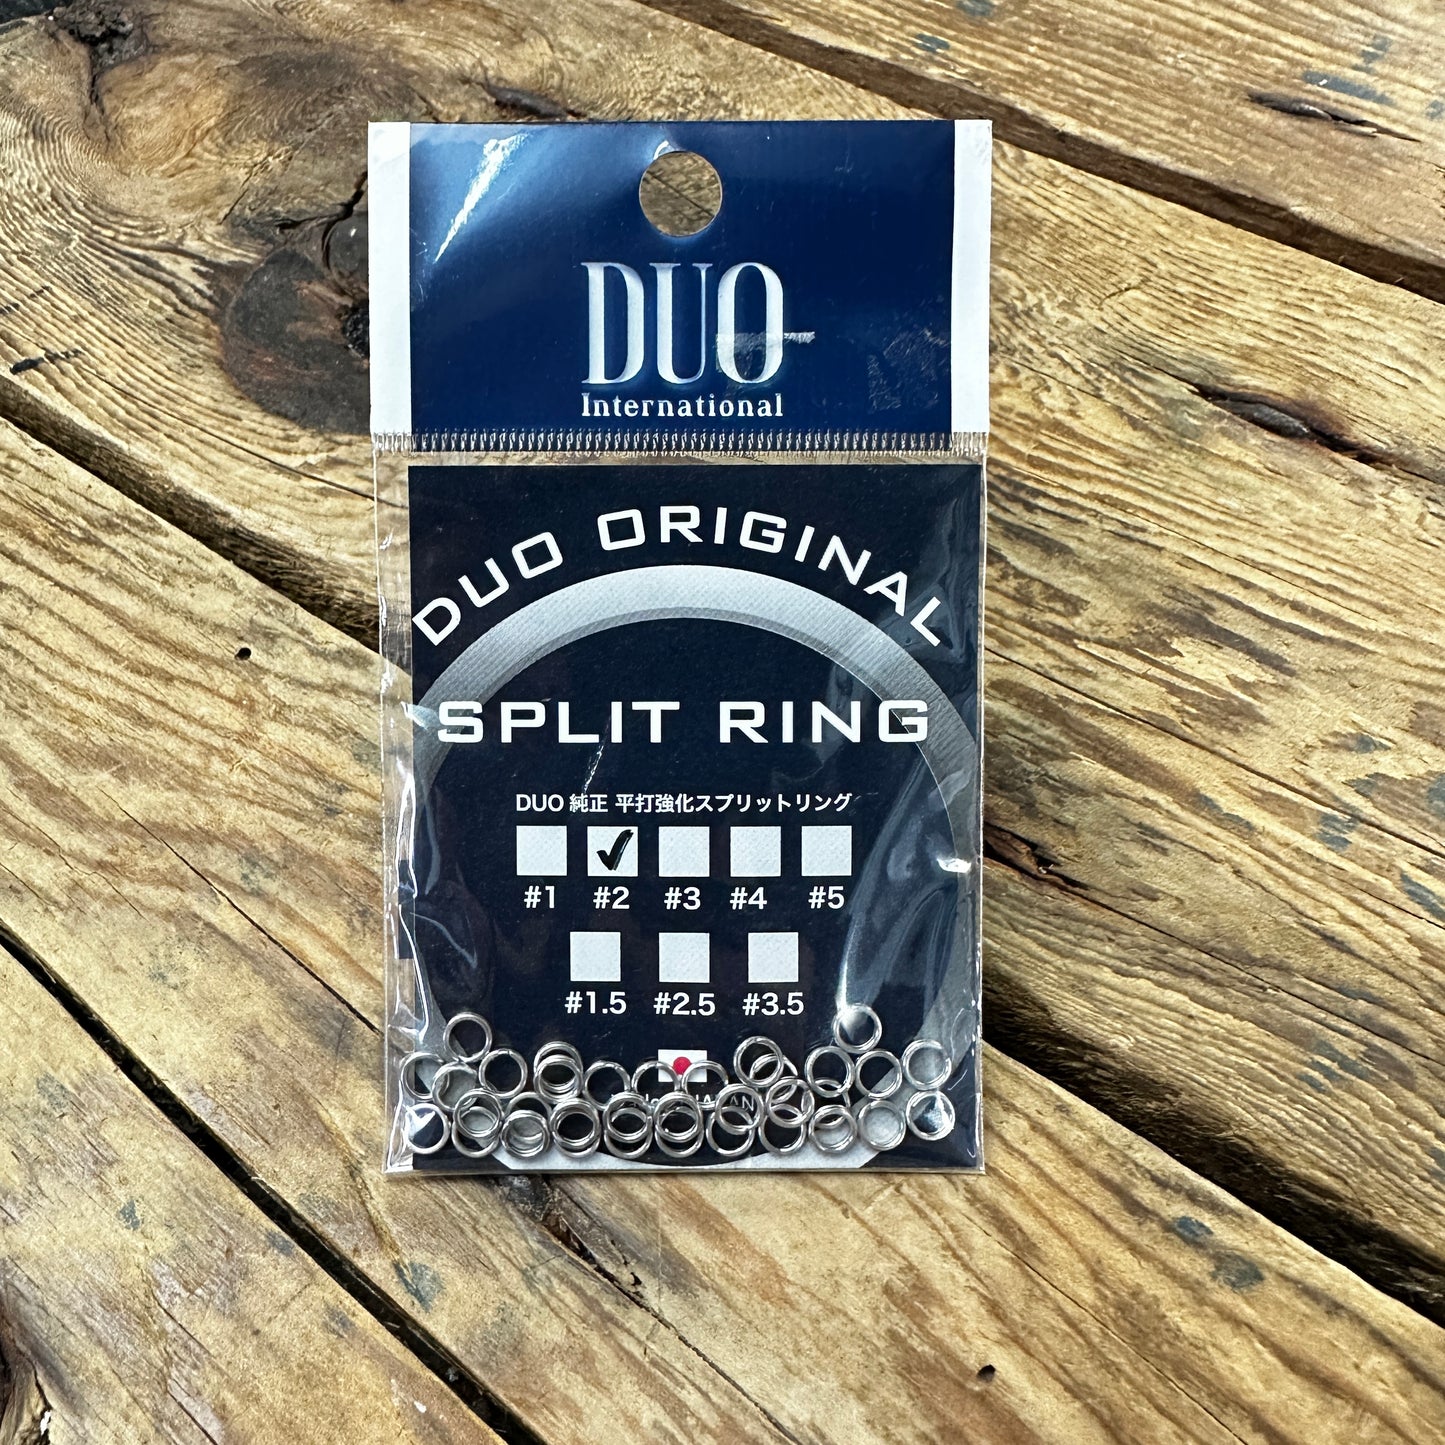 DUO
International
DUO ORIGINAL
SPLIT RING
DUO 純正 平打強化スプリットリング
#1 #2 #3 #4 #5
#1.5 #2.5 #3.5